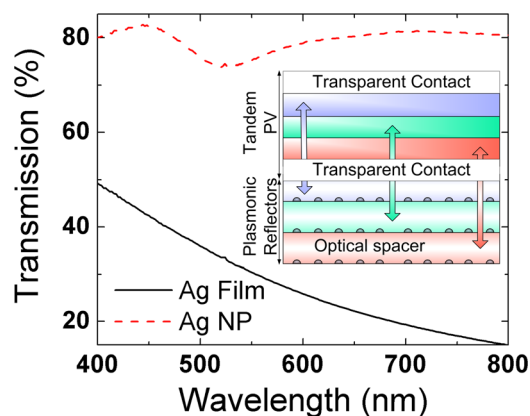 80
60
40
20
Transmission (%)
Transparent Contact
Tandem
PV
Transparent Contact
Plasmonic
Reflectors
Optical spacer
Ag Film
Ag NP
400 500 600 700 800
Wavelength (nm)